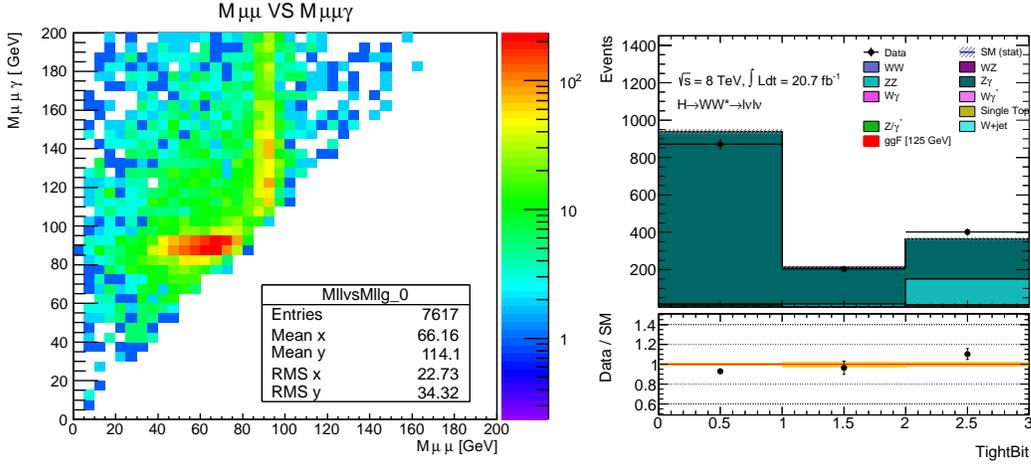 Mμμ VS Mμμγ
Mμμγ [ GeV]
200
180
160
140
120
100
80
60
40
20
0
0 20 40 60 80 100 120 140 160 180 200
Mμμ [GeV]
10²
10
1
MllvsMllg_0
Entries 7617
Mean x 66.16
Mean y 114.1
RMS x 22.73
RMS y 34.32
Events
1400
1200
1000
800
600
400
200
√s = 8 TeV, ∫ Ldt = 20.7 fb⁻¹
H→WW*→lνlν
Data
WW
ZZ
Wγ
Z/γ*
ggF [125 GeV]
SM (stat)
WZ
Zγ
Wγ*
Single Top
W+jet
Data / SM
1.4
1.2
1
0.8
0.6
0 0.5 1 1.5 2 2.5 3
TightBit